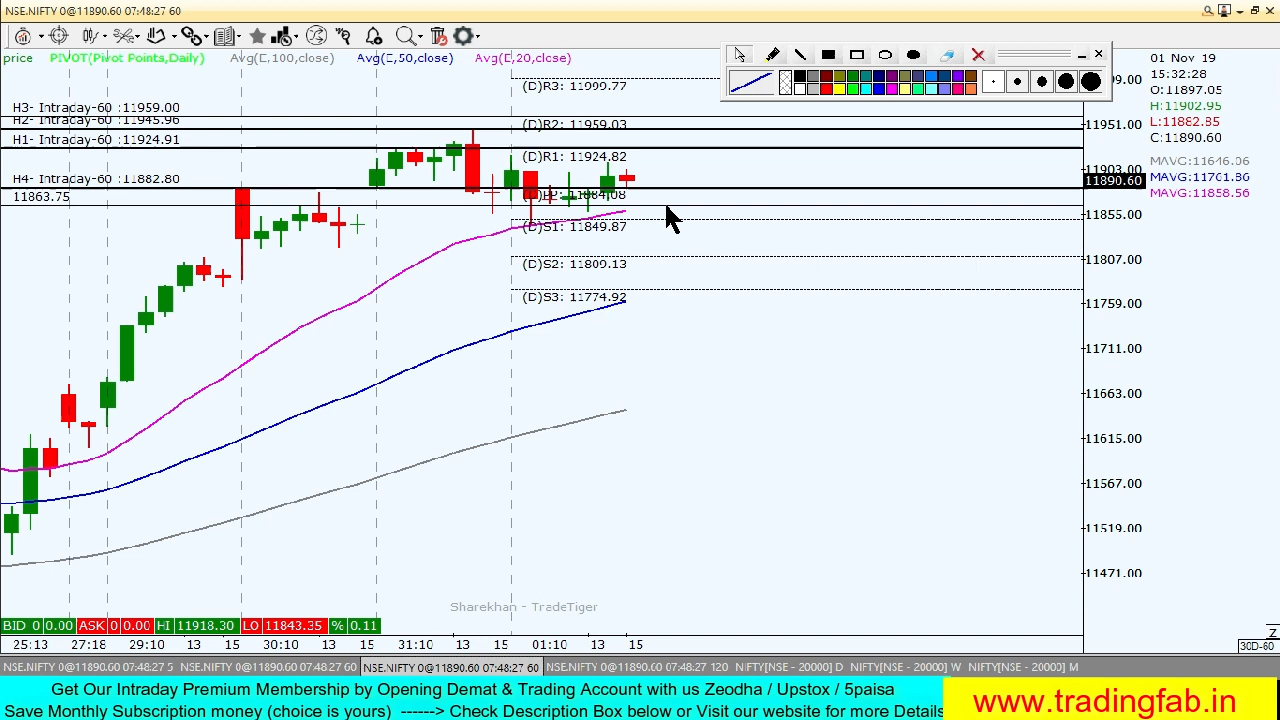 NSE.NIFTY 0@11890.60 07:48:27 60
price PIVOT(Pivot Points,Daily) Avg(E,100,close) Avg(E,50,close) Avg(E,20,close)
01 Nov 19
15:32:28
O:11897.05
H:11902.95
L:11882.85
C:11890.60
MAVG:11646.06
MAVG:11761.86
MAVG:11858.56
(D)R3: 11999.77
H3- Intraday-60 :11959.00
H2- Intraday-60 :11945.96
(D)R2: 11959.03
H1- Intraday-60 :11924.91
(D)R1: 11924.82
H4- Intraday-60 :11882.80
11863.75
(D)PP: 11884.08
(D)S1: 11849.87
(D)S2: 11809.13
(D)S3: 11774.92
99.00
11951.00
11903.00
11890.60
11855.00
11807.00
11759.00
11711.00
11663.00
11615.00
11567.00
11519.00
11471.00
Sharekhan - TradeTiger
BID 0 0.00 ASK 0 0.00 HI 11918.30 LO 11843.35 % 0.11
25:13 27:18 29:10 13 15 30:10 13 15 31:10 13 15 01:10 13 15
Z
30D-60
NSE.NIFTY 0@11890.60 07:48:27 5 NSE.NIFTY 0@11890.60 07:48:27 60 NSE.NIFTY 0@11890.60 07:48:27 60 NSE.NIFTY 0@11890.60 07:48:27 120 NIFTY[NSE - 20000] D NIFTY[NSE - 20000] W NIFTY[NSE - 20000] M
Get Our Intraday Premium Membership by Opening Demat & Trading Account with us Zeodha / Upstox / 5paisa
Save Monthly Subscription money (choice is yours) ------> Check Description Box below or Visit our website for more Details
www.tradingfab.in